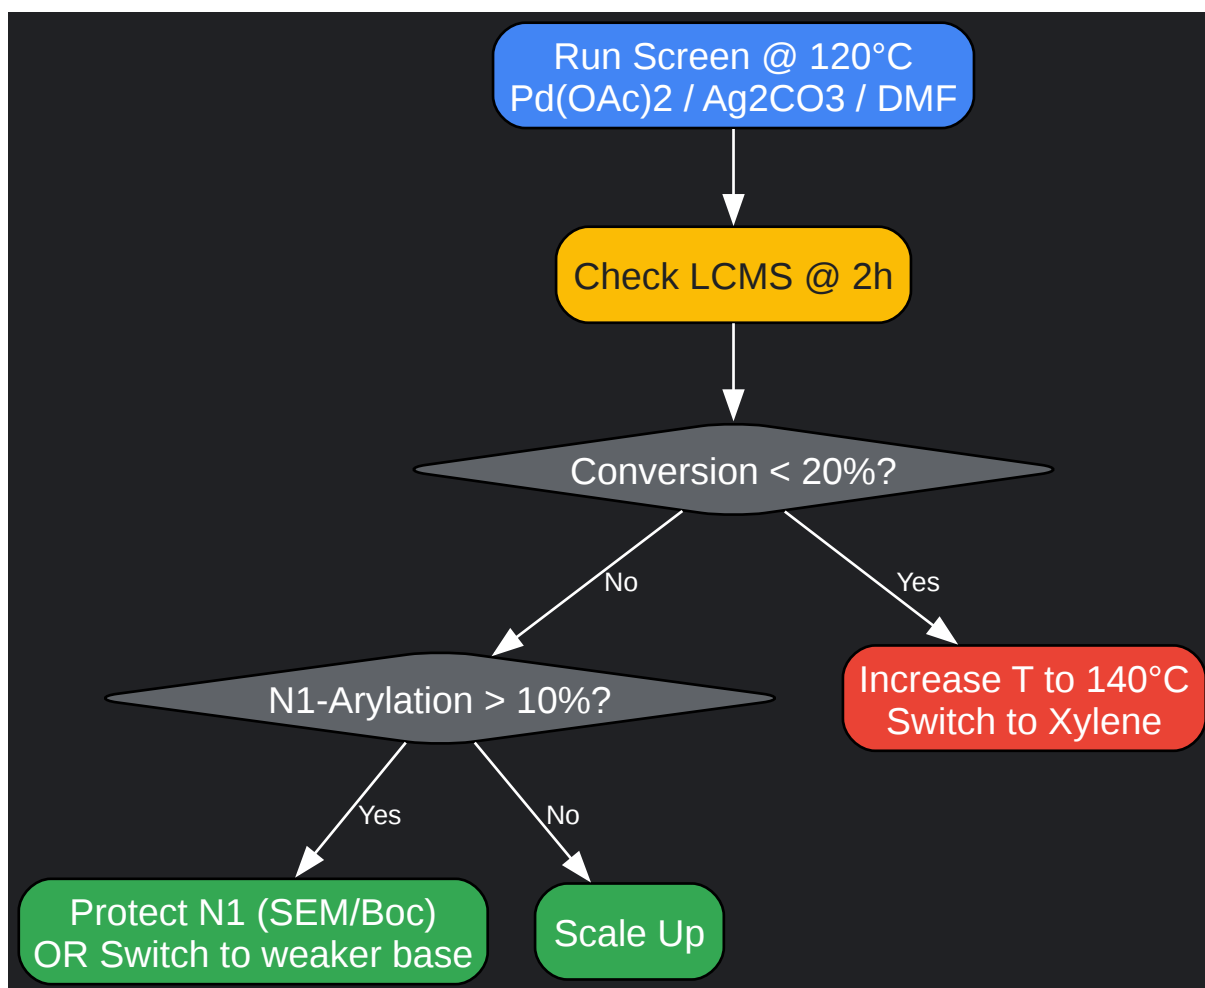 Run Screen @ 120°C
Pd(OAc)2 / Ag2CO3 / DMF
Check LCMS @ 2h
Conversion < 20%?
No
Yes
N1-Arylation > 10%?
Increase T to 140°C
Switch to Xylene
Yes
No
Protect N1 (SEM/Boc)
OR Switch to weaker base
Scale Up